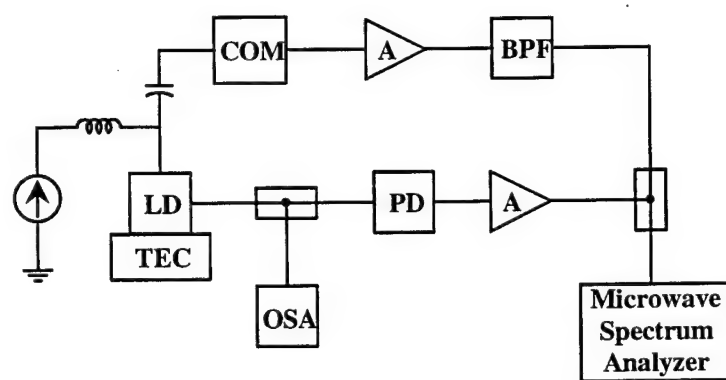 COM
A
BPF
LD
PD
A
TEC
OSA
Microwave
Spectrum
Analyzer